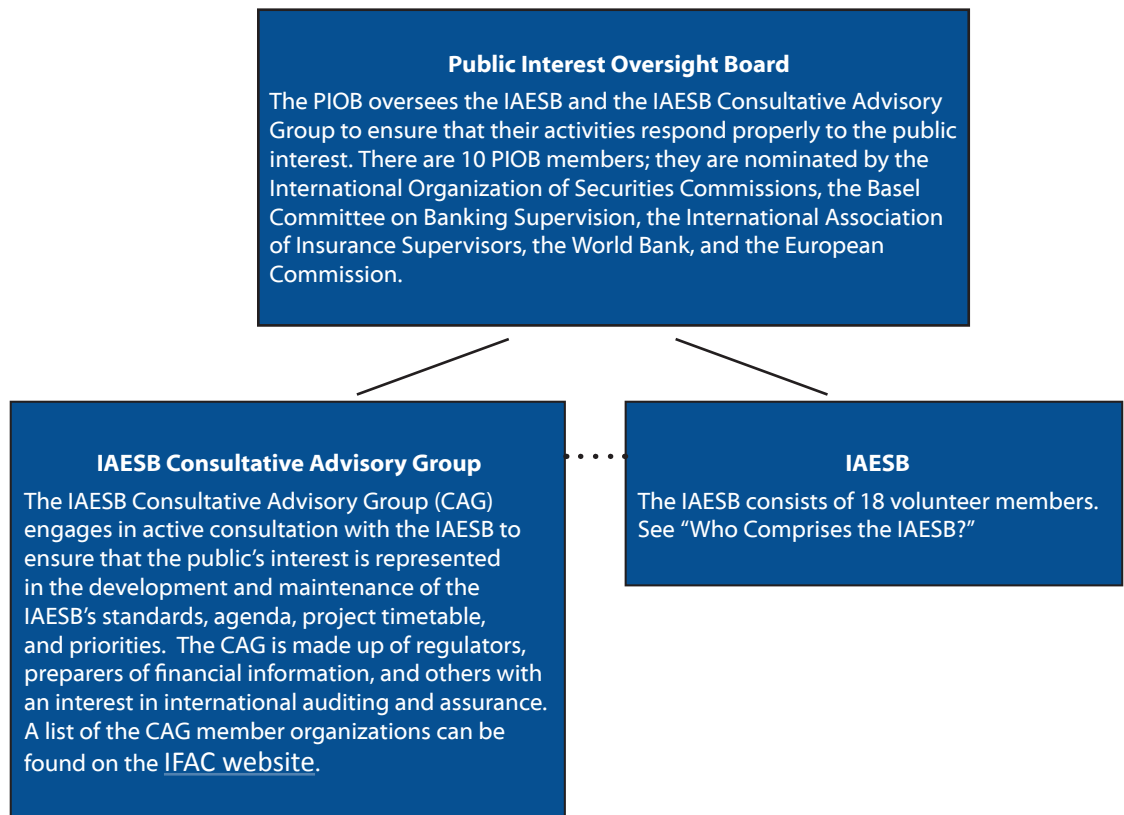 Public Interest Oversight Board
The PIOB oversees the IAESB and the IAESB Consultative Advisory
Group to ensure that their activities respond properly to the public
interest. There are 10 PIOB members; they are nominated by the
International Organization of Securities Commissions, the Basel
Committee on Banking Supervision, the International Association
of Insurance Supervisors, the World Bank, and the European
Commission.
IAESB Consultative Advisory Group
The IAESB Consultative Advisory Group (CAG)
engages in active consultation with the IAESB to
ensure that the public’s interest is represented
in the development and maintenance of the
IAESB’s standards, agenda, project timetable,
and priorities.  The CAG is made up of regulators,
preparers of financial information, and others with
an interest in international auditing and assurance.
A list of the CAG member organizations can be
found on the IFAC website.
IAESB
The IAESB consists of 18 volunteer members.
See “Who Comprises the IAESB?”